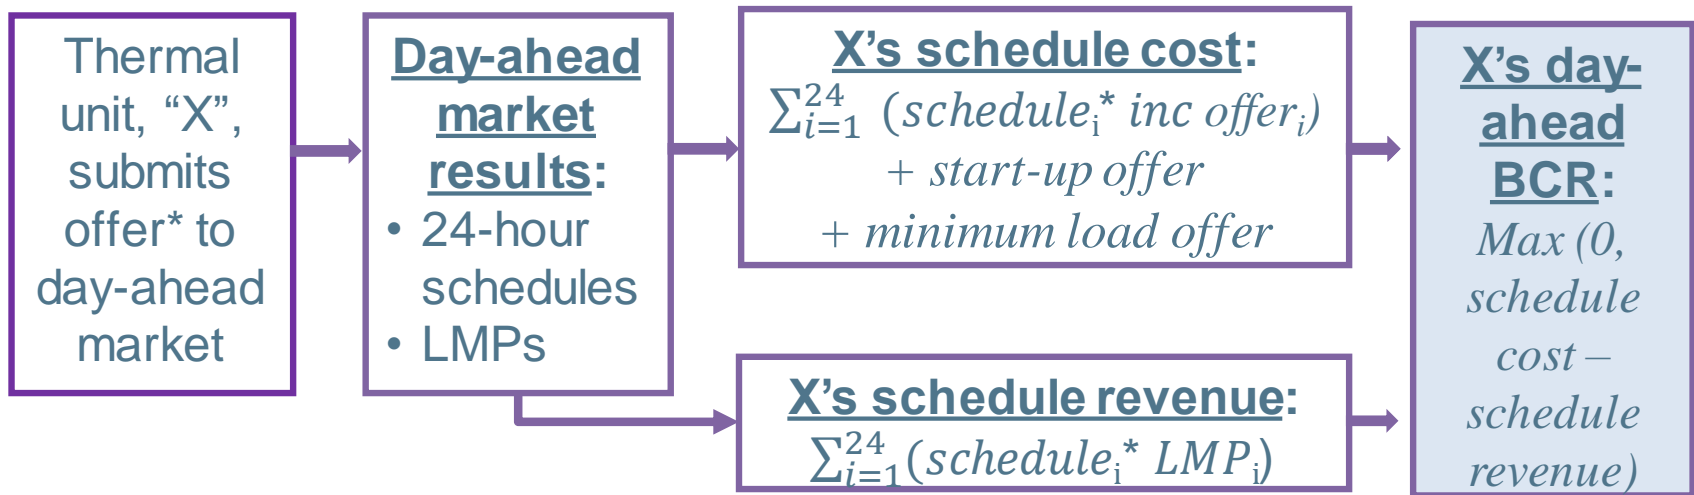 Thermal
unit, “X”,
submits
offer* to
day-ahead
market
Day-ahead
market
results:
• 24-hour
schedules
• LMPs
X’s schedule cost:
∑²⁴ᵢ₌₁ (scheduleᵢ* inc offerᵢ)
+ start-up offer
+ minimum load offer
X’s schedule revenue:
∑²⁴ᵢ₌₁(scheduleᵢ* LMPᵢ)
X’s day-
ahead
BCR:
Max (0,
schedule
cost –
schedule
revenue)